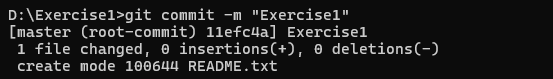 D:\Exercise1>git commit -m "Exercise1"
[master (root-commit) 11efc4a] Exercise1
 1 file changed, 0 insertions(+), 0 deletions(-)
 create mode 100644 README.txt